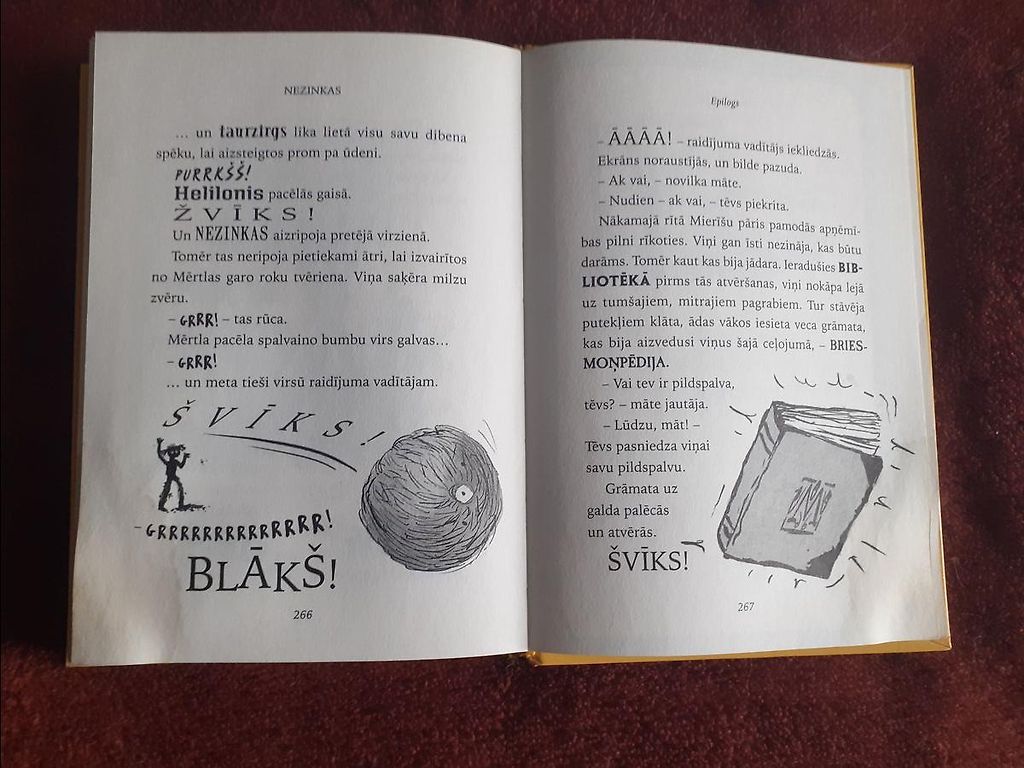 NEZINKAS
... un taurzirgs lika lietā visu savu dibena
spēku, lai aizsteigtos prom pa ūdeni.
PURRKŠŠ!
Helilonis pacēlās gaisā.
ŽVĪKS!
Un NEZINKAS aizripoja pretējā virzienā.
Tomēr tas neripoja pietiekami ātri, lai izvairītos
no Mērtlas garo roku tvēriena. Viņa saķēra milzu
zvēru.
– GRRR! – tas rūca.
Mērtla pacēla spalvaino bumbu virs galvas...
– GRRR!
... un meta tieši virsū raidījuma vadītājam.
ŠVĪKS!
– GRRRRRRRRRRRRRR!
BLĀKŠ!
266
Epilogs
– ĀĀĀĀ! – raidījuma vadītājs iekliedzās.
Ekrāns noraustījās, un bilde pazuda.
– Ak vai, – novilka māte.
– Nudien – ak vai, – tēvs piekrita.
Nākamajā rītā Mierīšu pāris pamodās apņēmī-
bas pilni rīkoties. Viņi gan īsti nezināja, kas būtu
darāms. Tomēr kaut kas bija jādara. Ieradušies BIB-
LIOTĒKĀ pirms tās atvēršanas, viņi nokāpa lejā
uz tumšajiem, mitrajiem pagrabiem. Tur stāvēja
putekļiem klāta, ādas vākos iesieta veca grāmata,
kas bija aizvedusi viņus šajā ceļojumā, – BRIES-
MOŅPĒDIJA.
– Vai tev ir pildspalva,
tēvs? – māte jautāja.
– Lūdzu, māt! –
Tēvs pasniedza viņai
savu pildspalvu.
Grāmata uz
galda palēcās
un atvērās.
ŠVĪKS!
267